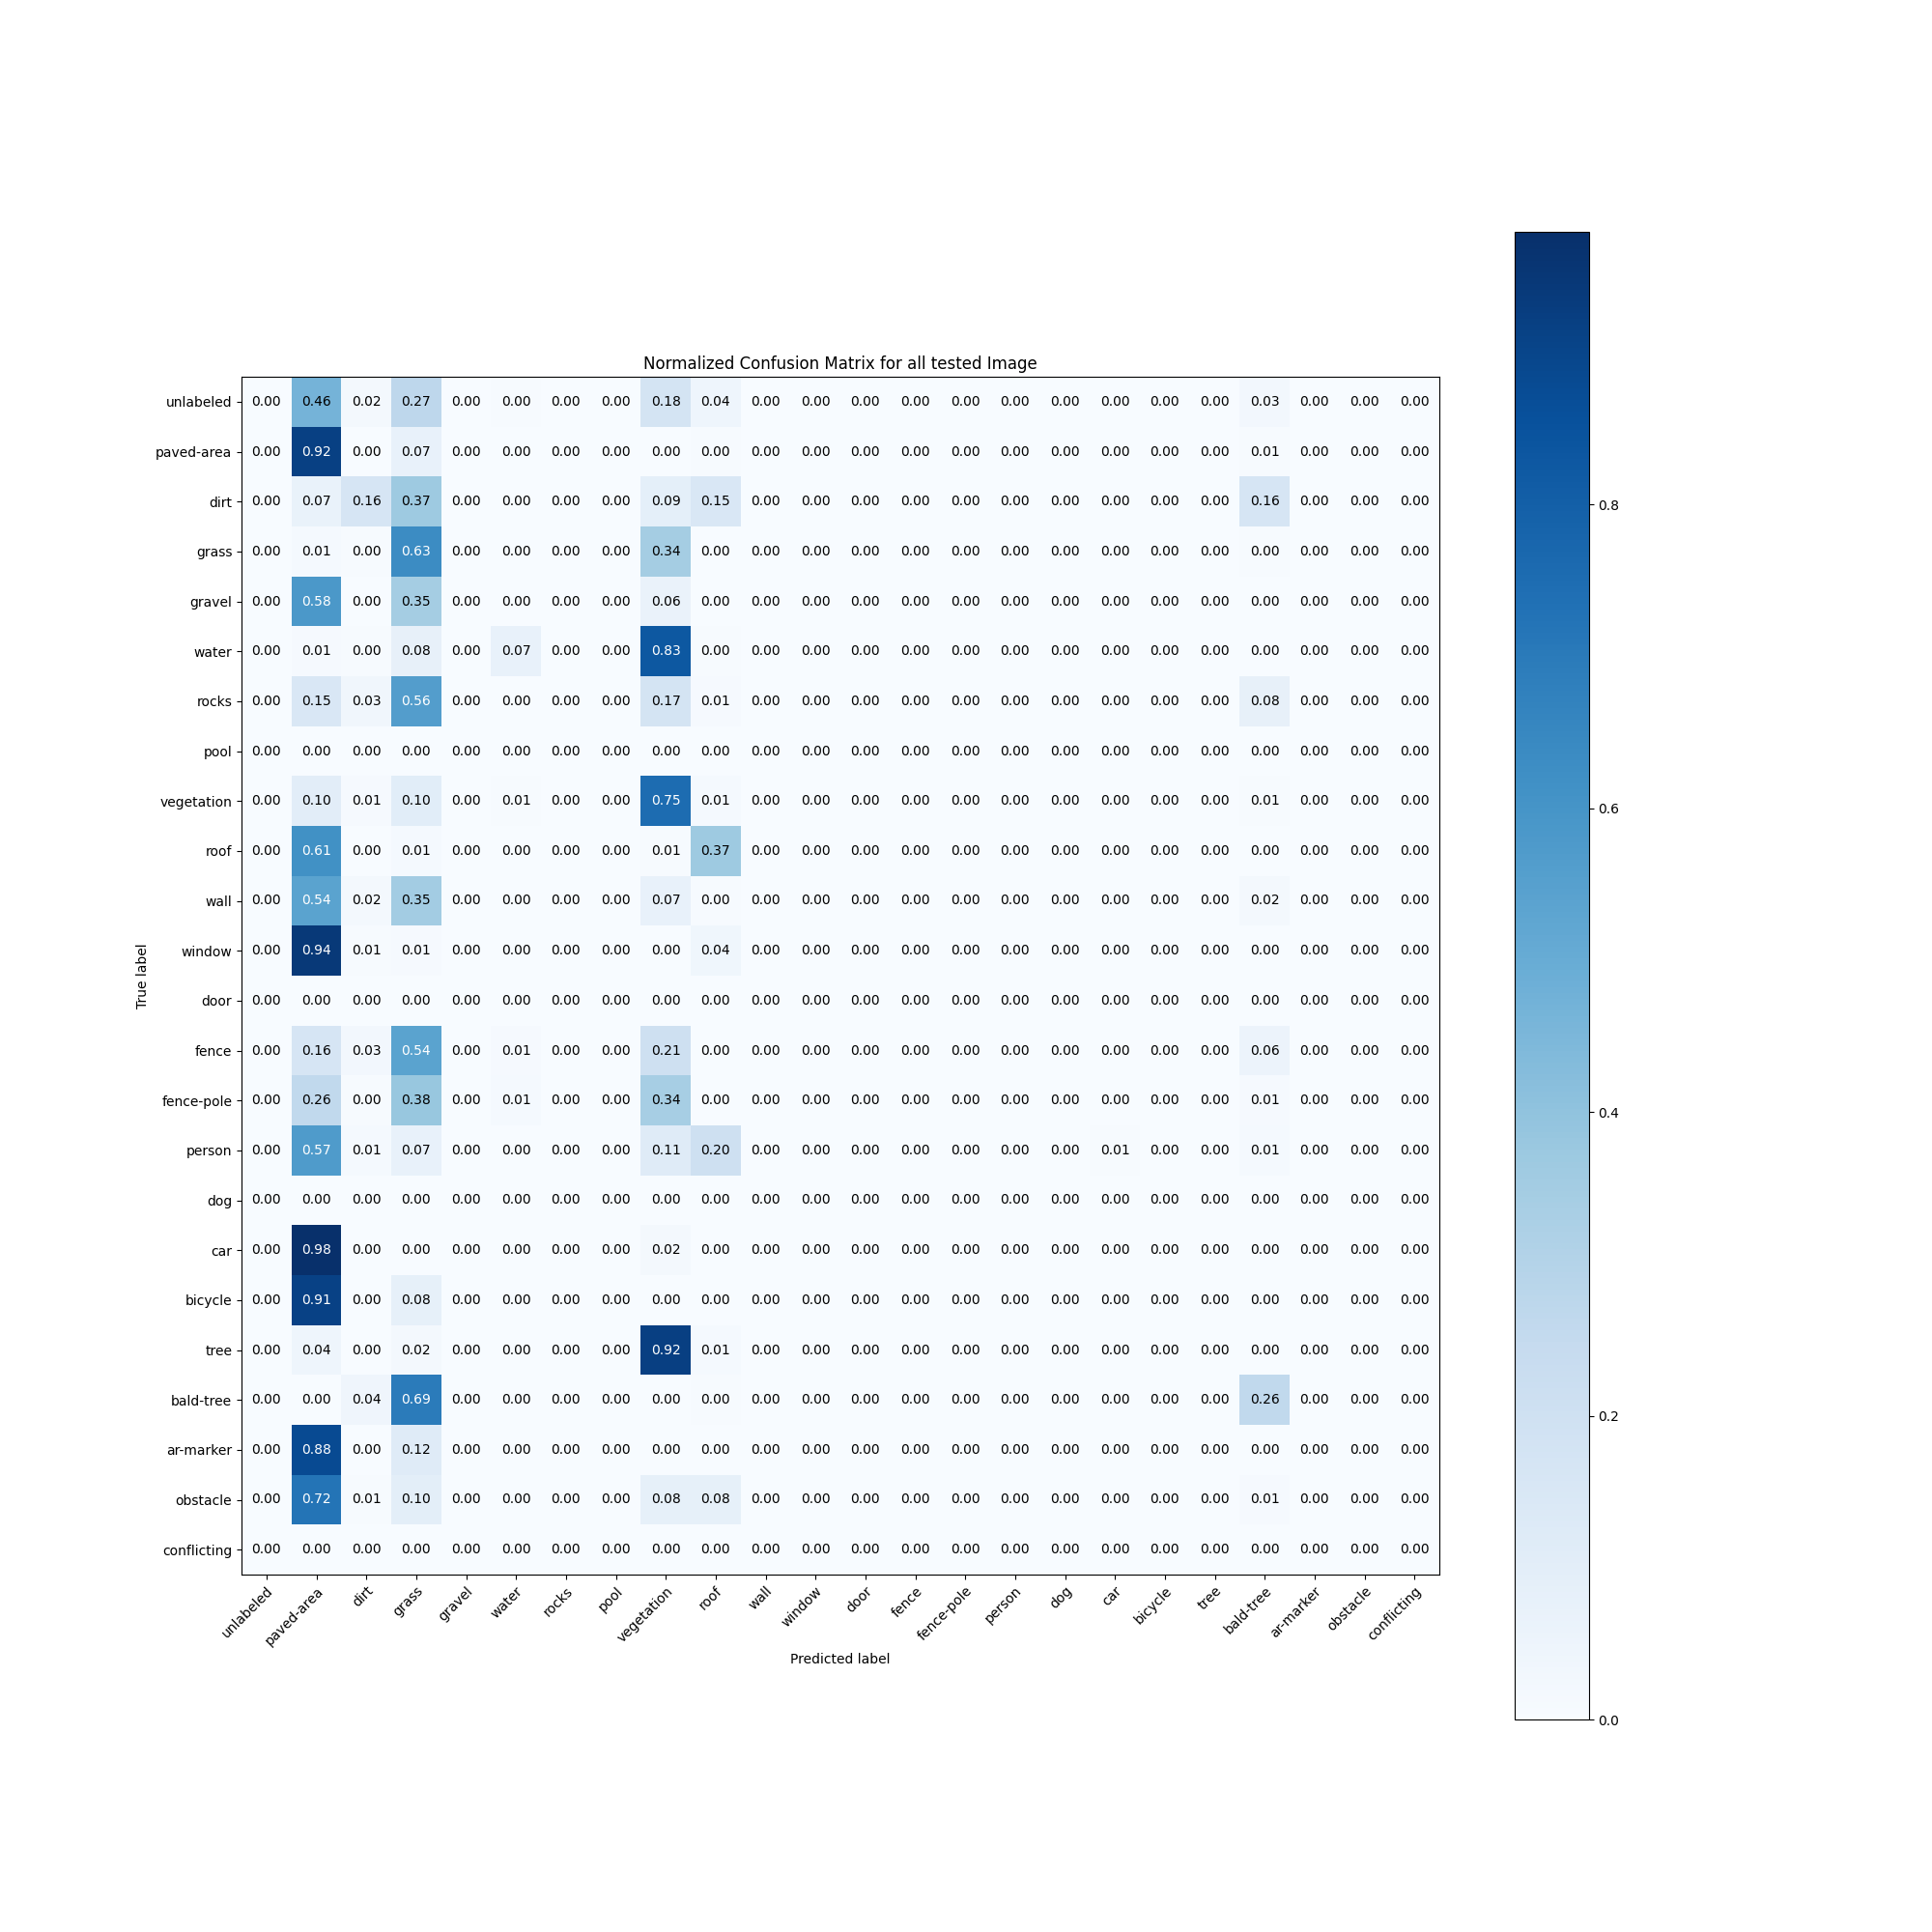 Normalized Confusion Matrix for all tested Image
unlabeled 0.00 0.46 0.02 0.27 0.00 0.00 0.00 0.00 0.18 0.04 0.00 0.00 0.00 0.00 0.00 0.00 0.00 0.00 0.00 0.00 0.03 0.00 0.00 0.00
paved-area 0.00 0.92 0.00 0.07 0.00 0.00 0.00 0.00 0.00 0.00 0.00 0.00 0.00 0.00 0.00 0.00 0.00 0.00 0.00 0.00 0.01 0.00 0.00 0.00
dirt 0.00 0.07 0.16 0.37 0.00 0.00 0.00 0.00 0.09 0.15 0.00 0.00 0.00 0.00 0.00 0.00 0.00 0.00 0.00 0.00 0.16 0.00 0.00 0.00
grass 0.00 0.01 0.00 0.63 0.00 0.00 0.00 0.00 0.34 0.00 0.00 0.00 0.00 0.00 0.00 0.00 0.00 0.00 0.00 0.00 0.00 0.00 0.00 0.00
gravel 0.00 0.58 0.00 0.35 0.00 0.00 0.00 0.00 0.06 0.00 0.00 0.00 0.00 0.00 0.00 0.00 0.00 0.00 0.00 0.00 0.00 0.00 0.00 0.00
water 0.00 0.01 0.00 0.08 0.00 0.07 0.00 0.00 0.83 0.00 0.00 0.00 0.00 0.00 0.00 0.00 0.00 0.00 0.00 0.00 0.00 0.00 0.00 0.00
rocks 0.00 0.15 0.03 0.56 0.00 0.00 0.00 0.00 0.17 0.01 0.00 0.00 0.00 0.00 0.00 0.00 0.00 0.00 0.00 0.00 0.08 0.00 0.00 0.00
pool 0.00 0.00 0.00 0.00 0.00 0.00 0.00 0.00 0.00 0.00 0.00 0.00 0.00 0.00 0.00 0.00 0.00 0.00 0.00 0.00 0.00 0.00 0.00 0.00
vegetation 0.00 0.10 0.01 0.10 0.00 0.01 0.00 0.00 0.75 0.01 0.00 0.00 0.00 0.00 0.00 0.00 0.00 0.00 0.00 0.00 0.01 0.00 0.00 0.00
roof 0.00 0.61 0.00 0.01 0.00 0.00 0.00 0.00 0.01 0.37 0.00 0.00 0.00 0.00 0.00 0.00 0.00 0.00 0.00 0.00 0.00 0.00 0.00 0.00
wall 0.00 0.54 0.02 0.35 0.00 0.00 0.00 0.00 0.07 0.00 0.00 0.00 0.00 0.00 0.00 0.00 0.00 0.00 0.00 0.00 0.02 0.00 0.00 0.00
window 0.00 0.94 0.01 0.01 0.00 0.00 0.00 0.00 0.00 0.04 0.00 0.00 0.00 0.00 0.00 0.00 0.00 0.00 0.00 0.00 0.00 0.00 0.00 0.00
door 0.00 0.00 0.00 0.00 0.00 0.00 0.00 0.00 0.00 0.00 0.00 0.00 0.00 0.00 0.00 0.00 0.00 0.00 0.00 0.00 0.00 0.00 0.00 0.00
fence 0.00 0.16 0.03 0.54 0.00 0.01 0.00 0.00 0.21 0.00 0.00 0.00 0.00 0.00 0.00 0.00 0.00 0.00 0.00 0.00 0.06 0.00 0.00 0.00
fence-pole 0.00 0.26 0.00 0.38 0.00 0.01 0.00 0.00 0.34 0.00 0.00 0.00 0.00 0.00 0.00 0.00 0.00 0.00 0.00 0.00 0.01 0.00 0.00 0.00
person 0.00 0.57 0.01 0.07 0.00 0.00 0.00 0.00 0.11 0.20 0.00 0.00 0.00 0.00 0.00 0.00 0.00 0.01 0.00 0.00 0.01 0.00 0.00 0.00
dog 0.00 0.00 0.00 0.00 0.00 0.00 0.00 0.00 0.00 0.00 0.00 0.00 0.00 0.00 0.00 0.00 0.00 0.00 0.00 0.00 0.00 0.00 0.00 0.00
car 0.00 0.98 0.00 0.00 0.00 0.00 0.00 0.00 0.02 0.00 0.00 0.00 0.00 0.00 0.00 0.00 0.00 0.00 0.00 0.00 0.00 0.00 0.00 0.00
bicycle 0.00 0.91 0.00 0.08 0.00 0.00 0.00 0.00 0.00 0.00 0.00 0.00 0.00 0.00 0.00 0.00 0.00 0.00 0.00 0.00 0.00 0.00 0.00 0.00
tree 0.00 0.04 0.00 0.02 0.00 0.00 0.00 0.00 0.92 0.01 0.00 0.00 0.00 0.00 0.00 0.00 0.00 0.00 0.00 0.00 0.00 0.00 0.00 0.00
bald-tree 0.00 0.00 0.04 0.69 0.00 0.00 0.00 0.00 0.00 0.00 0.00 0.00 0.00 0.00 0.00 0.00 0.00 0.00 0.00 0.00 0.26 0.00 0.00 0.00
ar-marker 0.00 0.88 0.00 0.12 0.00 0.00 0.00 0.00 0.00 0.00 0.00 0.00 0.00 0.00 0.00 0.00 0.00 0.00 0.00 0.00 0.00 0.00 0.00 0.00
obstacle 0.00 0.72 0.01 0.10 0.00 0.00 0.00 0.00 0.08 0.08 0.00 0.00 0.00 0.00 0.00 0.00 0.00 0.00 0.00 0.00 0.01 0.00 0.00 0.00
conflicting 0.00 0.00 0.00 0.00 0.00 0.00 0.00 0.00 0.00 0.00 0.00 0.00 0.00 0.00 0.00 0.00 0.00 0.00 0.00 0.00 0.00 0.00 0.00 0.00
unlabeled paved-area dirt grass gravel water rocks pool vegetation roof wall window door fence fence-pole person dog car bicycle tree bald-tree ar-marker obstacle conflicting
Predicted label
True label
0.8
0.6
0.4
0.2
0.0